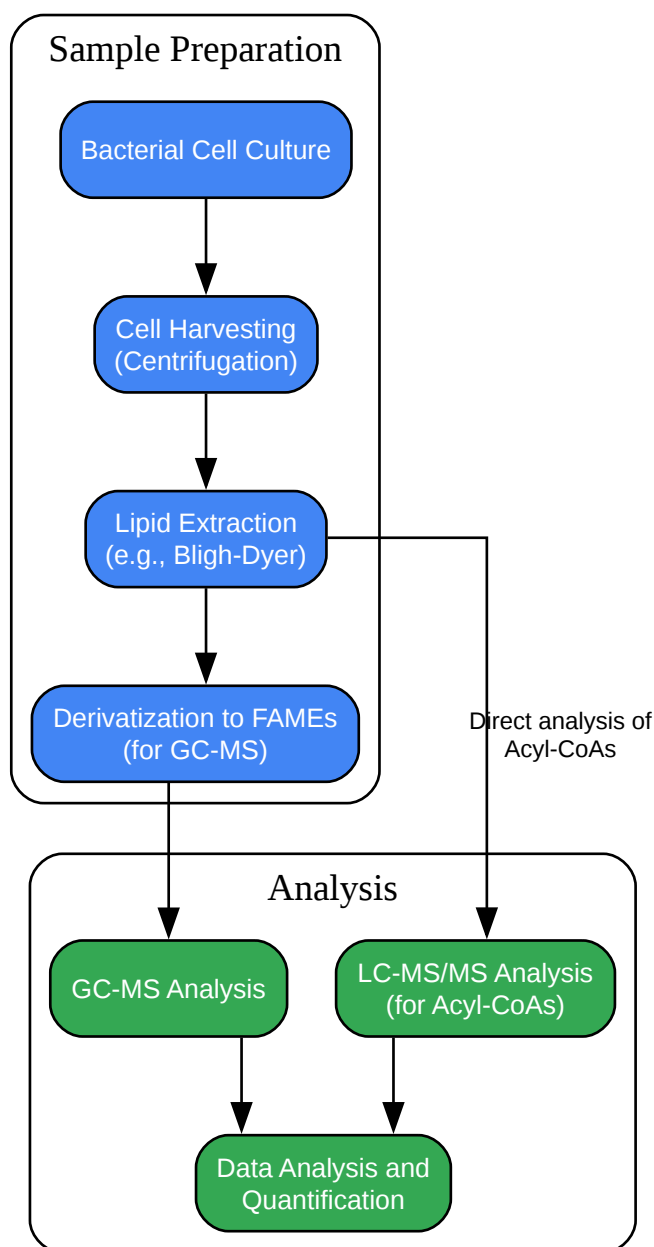 Sample Preparation
Bacterial Cell Culture
Cell Harvesting
(Centrifugation)
Lipid Extraction
(e.g., Bligh-Dyer)
Derivatization to FAMEs
(for GC-MS)
Direct analysis of
Acyl-CoAs
Analysis
GC-MS Analysis
LC-MS/MS Analysis
(for Acyl-CoAs)
Data Analysis and
Quantification